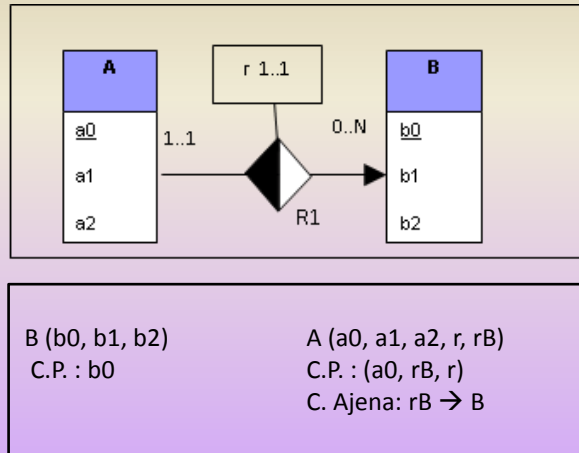 A
r 1..1
B
a0
a1
a2
1..1
0..N
R1
b0
b1
b2
B (b0, b1, b2)
C.P. : b0
A (a0, a1, a2, r, rB)
C.P. : (a0, rB, r)
C. Ajena: rB → B